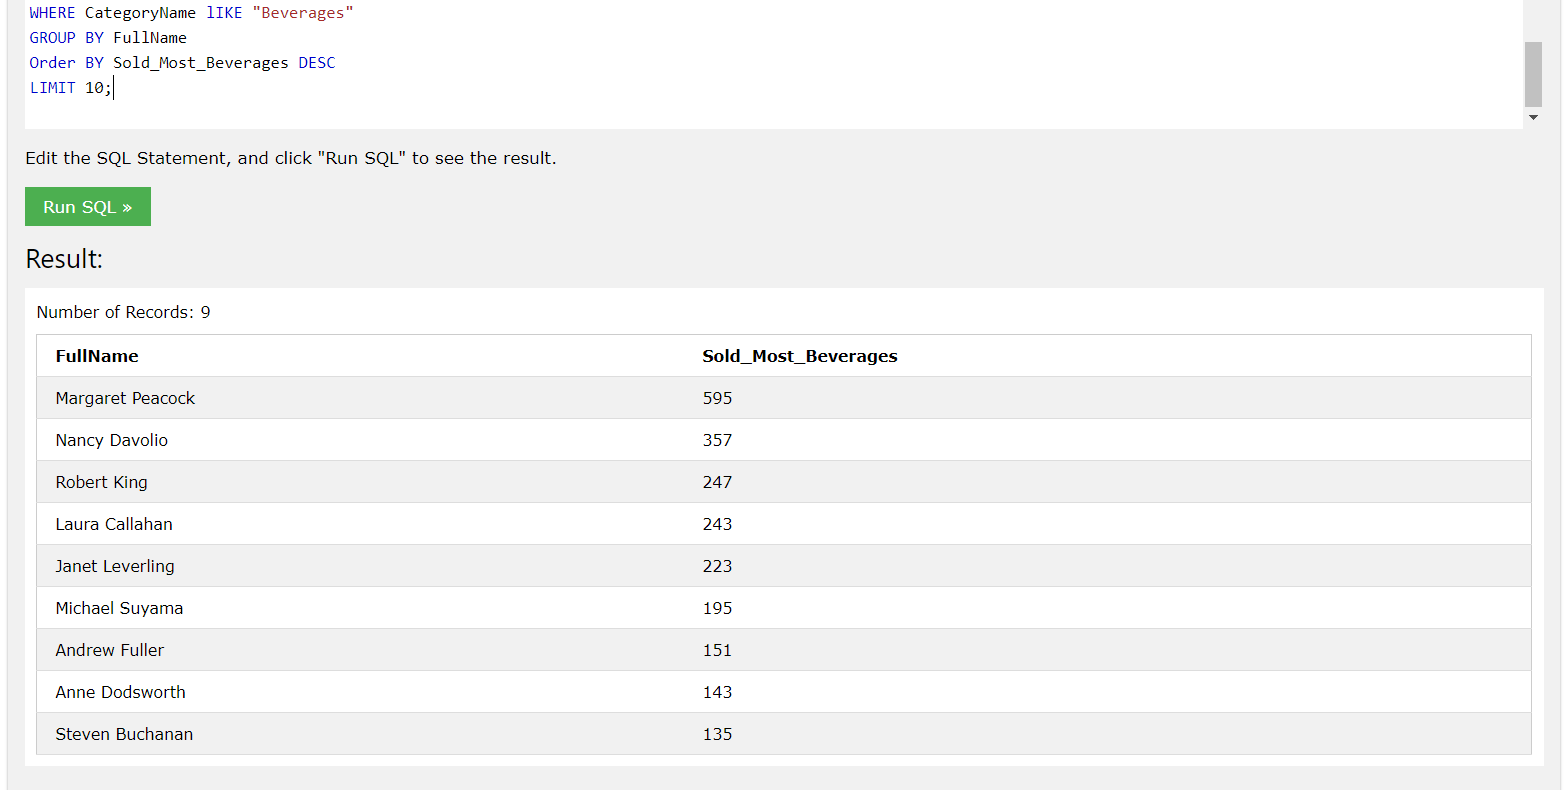 WHERE CategoryName lIKE "Beverages"
GROUP BY FullName
Order BY Sold_Most_Beverages DESC
LIMIT 10;
Edit the SQL Statement, and click "Run SQL" to see the result.
Run SQL »
Result:
Number of Records: 9
FullName Sold_Most_Beverages
Margaret Peacock 595
Nancy Davolio 357
Robert King 247
Laura Callahan 243
Janet Leverling 223
Michael Suyama 195
Andrew Fuller 151
Anne Dodsworth 143
Steven Buchanan 135